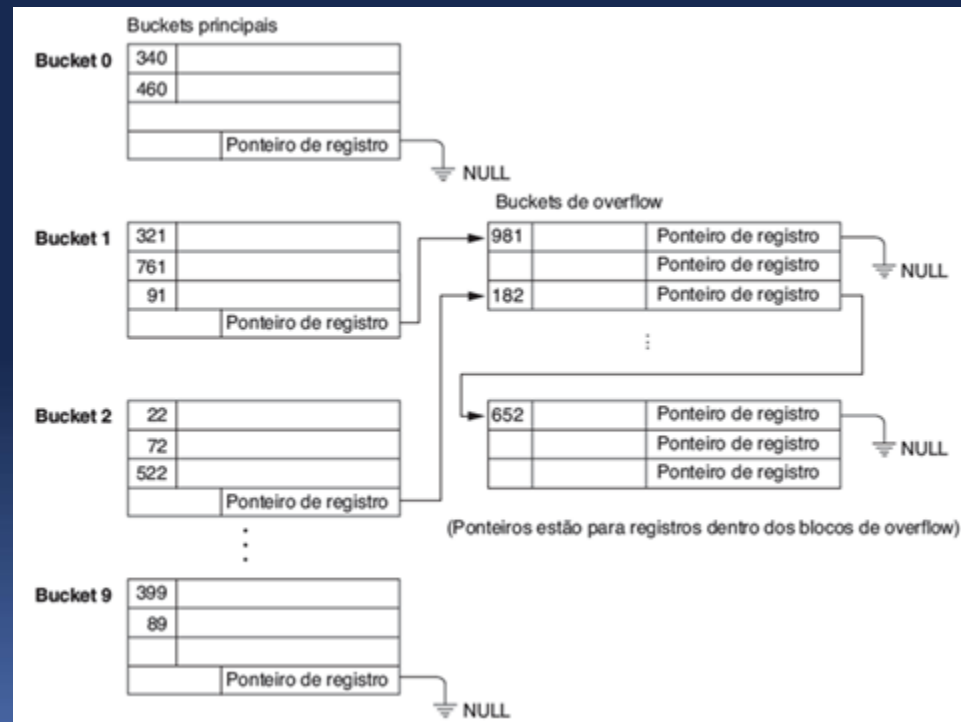 Buckets principais
Bucket 0
340
460
Ponteiro de registro
NULL
Buckets de overflow
Bucket 1
321
761
91
Ponteiro de registro
981 Ponteiro de registro
Ponteiro de registro
182 Ponteiro de registro
NULL
Bucket 2
22
72
522
Ponteiro de registro
652 Ponteiro de registro
Ponteiro de registro
Ponteiro de registro
NULL
(Ponteiros estão para registros dentro dos blocos de overflow)
Bucket 9
399
89
Ponteiro de registro
NULL